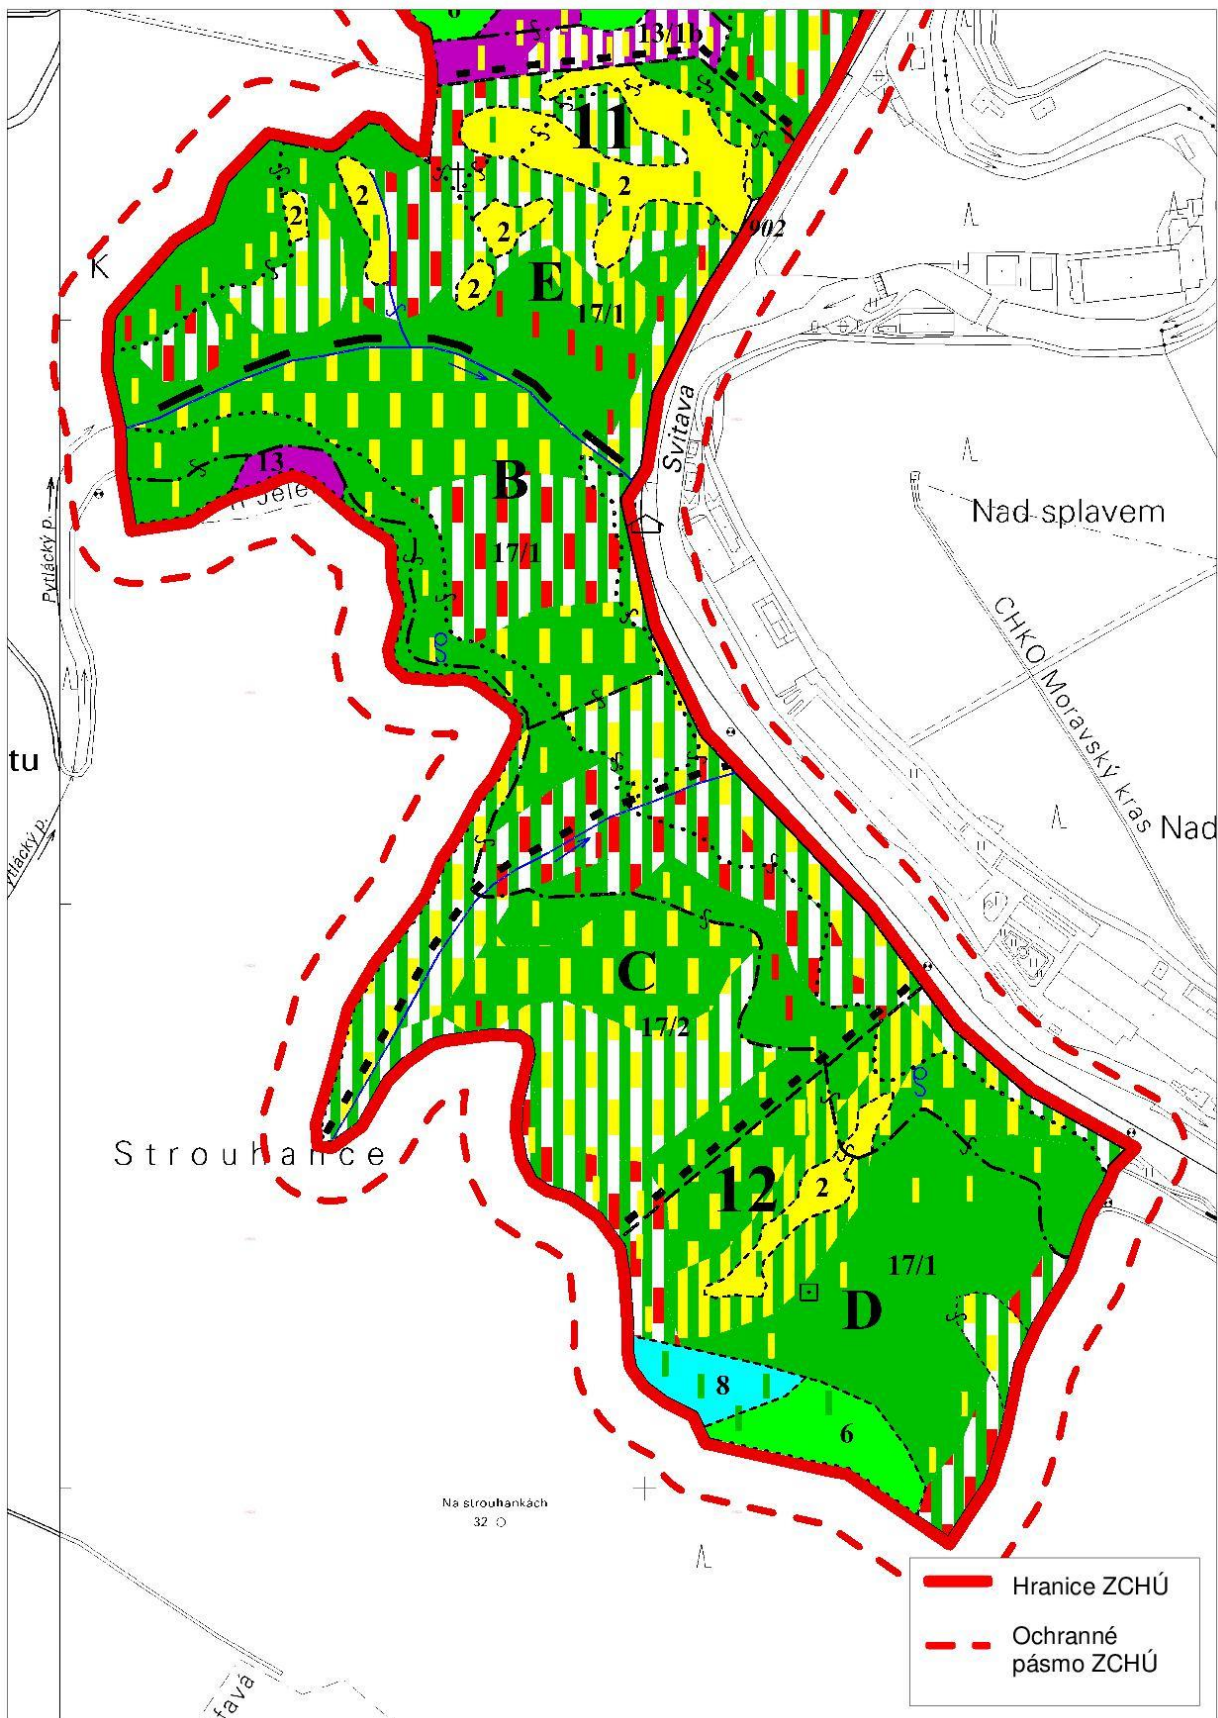 6
13/1b
11
2
2
2
2
2
902
K
E
17/1
Svitava
13
B
17/1
Pytlácký p.
Nad splavem
CHKO Moravský kras
tu
Nad
C
17/2
Strouhance
12
2
17/1
D
8
6
Na strouhankách
32
Hranice ZCHÚ
Ochranné
pásmo ZCHÚ